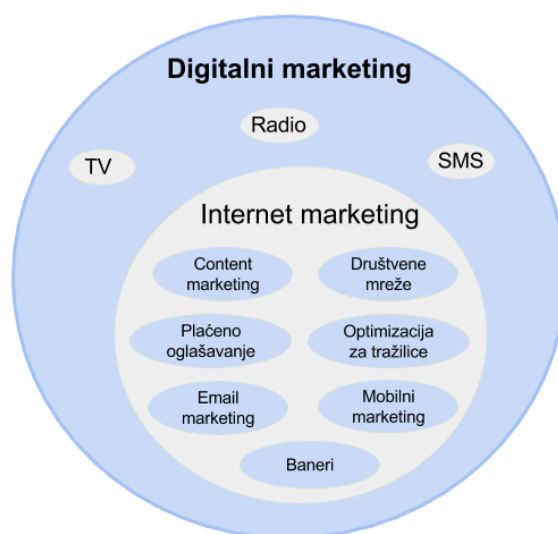 Digitalni marketing
Radio
TV
SMS
Internet marketing
Content
marketing
Društvene
mreže
Plaćeno
oglašavanje
Optimizacija
za tražilice
Email
marketing
Mobilni
marketing
Baneri